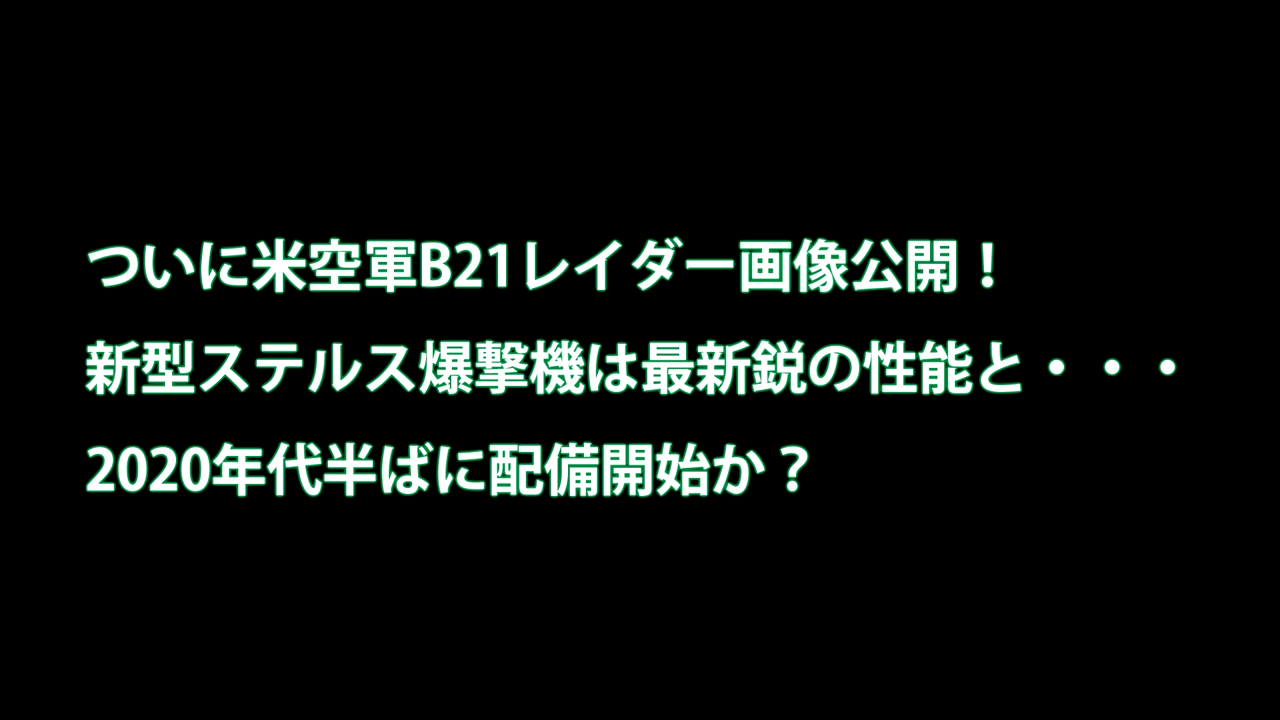 ついに米空軍B21レイダー画像公開！
新型ステルス爆撃機は最新鋭の性能と・・・
2020年代半ばに配備開始か？